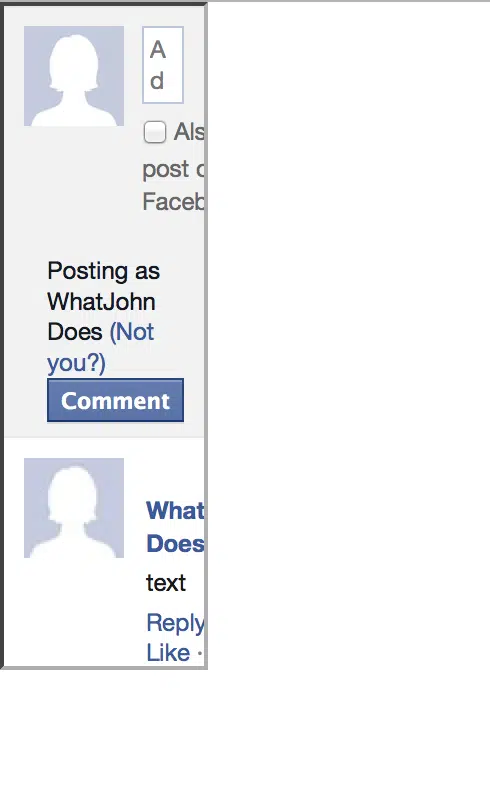 A
d
Als
post o
Faceb
Posting as
WhatJohn
Does (Not
you?)
Comment
What
Does
text
Reply
Like ·